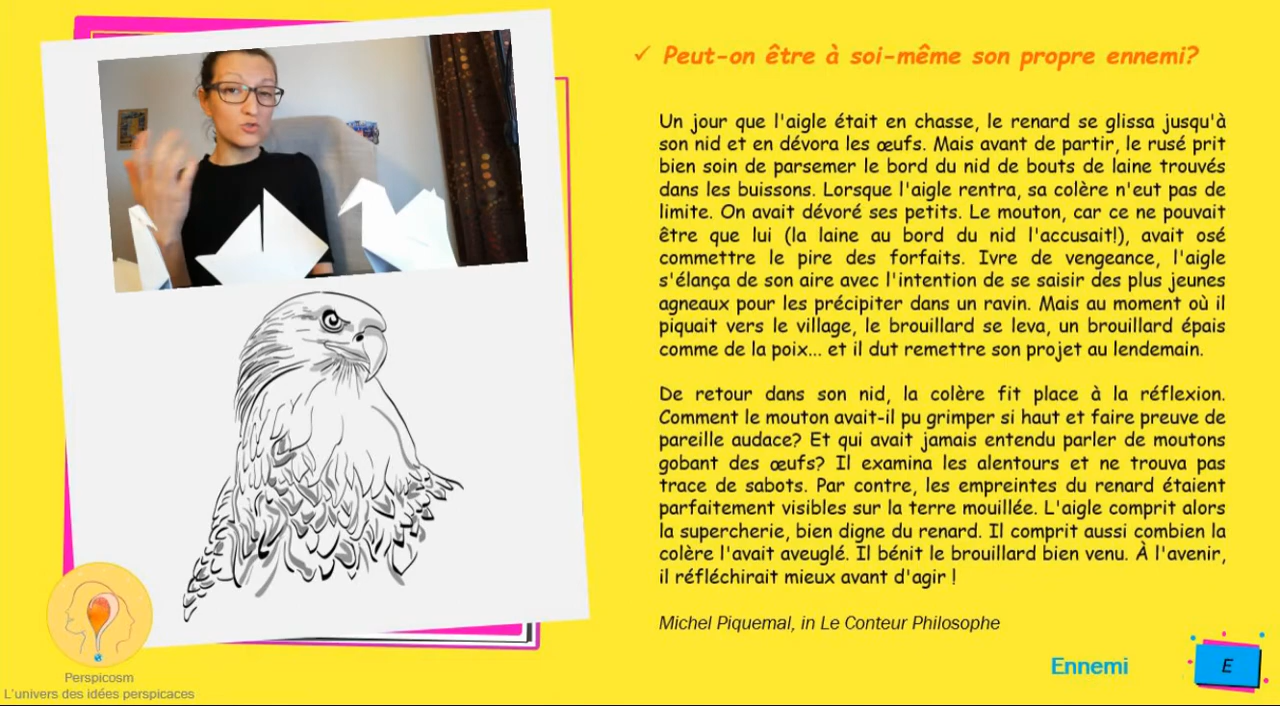 ✓ Peut-on être à soi-même son propre ennemi?
Un jour que l'aigle était en chasse, le renard se glissa jusqu'à
son nid et en dévora les œufs. Mais avant de partir, le rusé prit
bien soin de parsemer le bord du nid de bouts de laine trouvés
dans les buissons. Lorsque l'aigle rentra, sa colère n'eut pas de
limite. On avait dévoré ses petits. Le mouton, car ce ne pouvait
être que lui (la laine au bord du nid l'accusait!), avait osé
commettre le pire des forfaits. Ivre de vengeance, l'aigle
s'élança de son aire avec l'intention de se saisir des plus jeunes
agneaux pour les précipiter dans un ravin. Mais au moment où il
piquait vers le village, le brouillard se leva, un brouillard épais
comme de la poix... et il dut remettre son projet au lendemain.
De retour dans son nid, la colère fit place à la réflexion.
Comment le mouton avait-il pu grimper si haut et faire preuve de
pareille audace? Et qui avait jamais entendu parler de moutons
gobant des œufs? Il examina les alentours et ne trouva pas
trace de sabots. Par contre, les empreintes du renard étaient
parfaitement visibles sur la terre mouillée. L'aigle comprit alors
la supercherie, bien digne du renard. Il comprit aussi combien la
colère l'avait aveuglé. Il bénit le brouillard bien venu. À l'avenir,
il réfléchirait mieux avant d'agir !
Michel Piquemal, in Le Conteur Philosophe
Ennemi
E
Perspicosm
L'univers des idées perspicaces